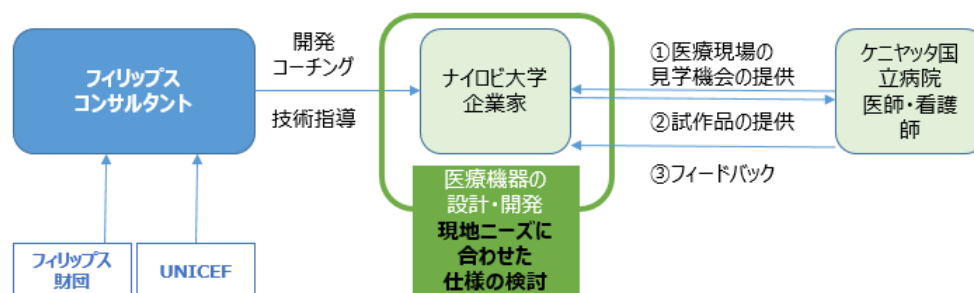 フィリップス
コンサルタント
開発
コーチング
技術指導
ナイロビ大学
企業家
①医療現場の
見学機会の提供
②試作品の提供
③フィードバック
ケニヤッタ国
立病院
医師・看護
師
医療機器の
設計・開発
現地ニーズに
合わせた
仕様の検討
フィリップス
財団
UNICEF